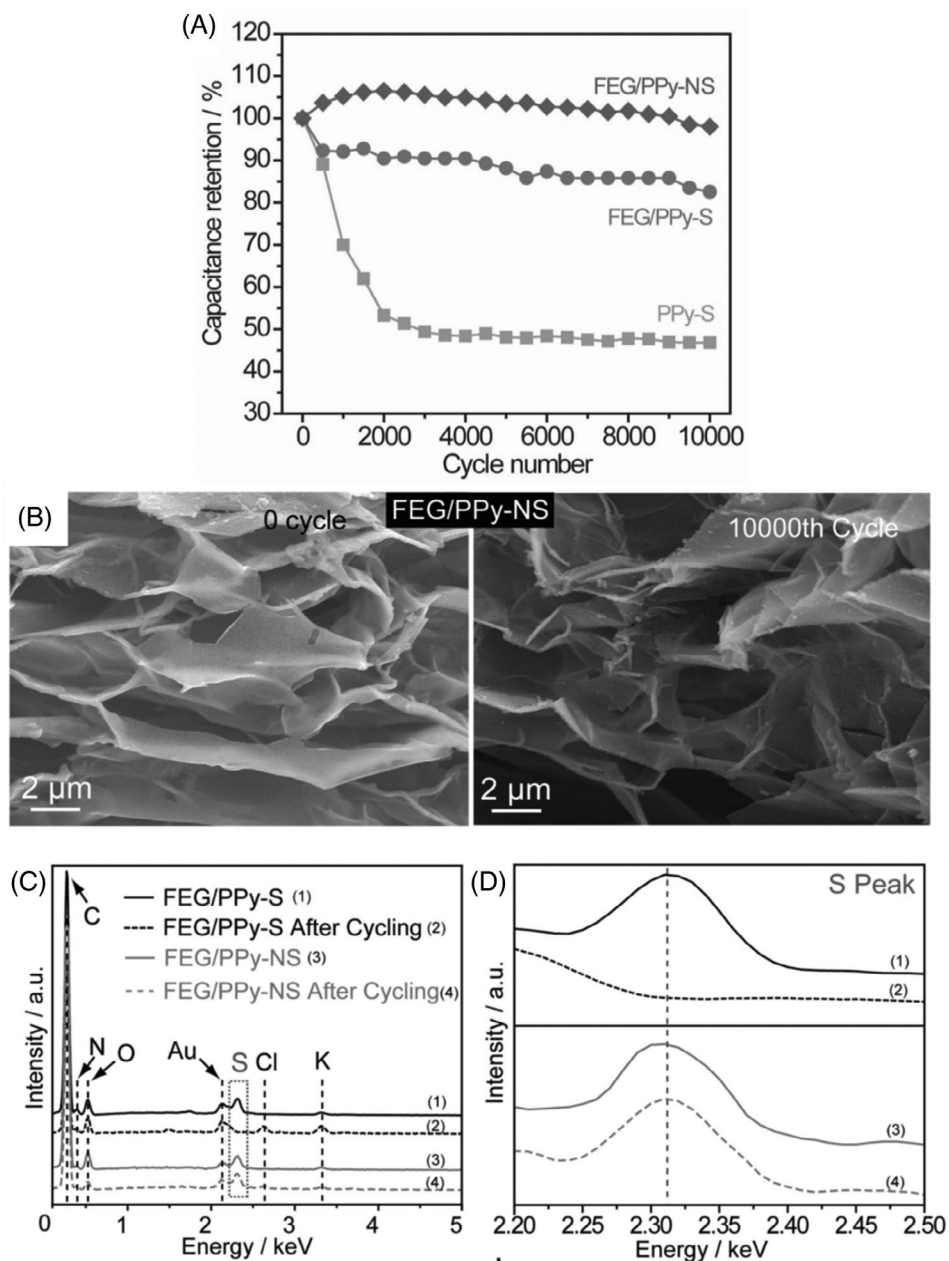 (A)
120
110
100
90
80
70
60
50
40
30
Capacitance retention / %
FEG/PPy-NS
FEG/PPy-S
PPy-S
0 2000 4000 6000 8000 10000
Cycle number
(B)
0 cycle
FEG/PPy-NS
10000th Cycle
2 μm
2 μm
(C)
C
FEG/PPy-S (1)
FEG/PPy-S After Cycling (2)
FEG/PPy-NS (3)
FEG/PPy-NS After Cycling (4)
N
O
Au
S
Cl
K
(1)
(2)
(3)
(4)
Intensity / a.u.
0 1 2 3 4 5
Energy / keV
(D)
S Peak
(1)
(2)
(3)
(4)
Intensity / a.u.
2.20 2.25 2.30 2.35 2.40 2.45 2.50
Energy / keV